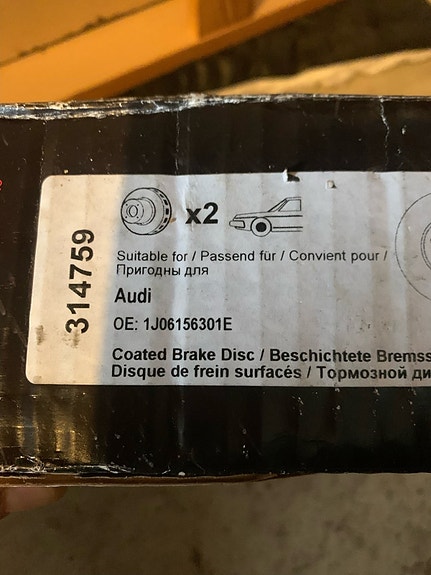 314759
x2
Suitable for / Passend für / Convient pour /
Пригодны для
Audi
OE: 1J06156301E
Coated Brake Disc / Beschichtete Bremss
Disque de frein surfacés / Тормозной ди